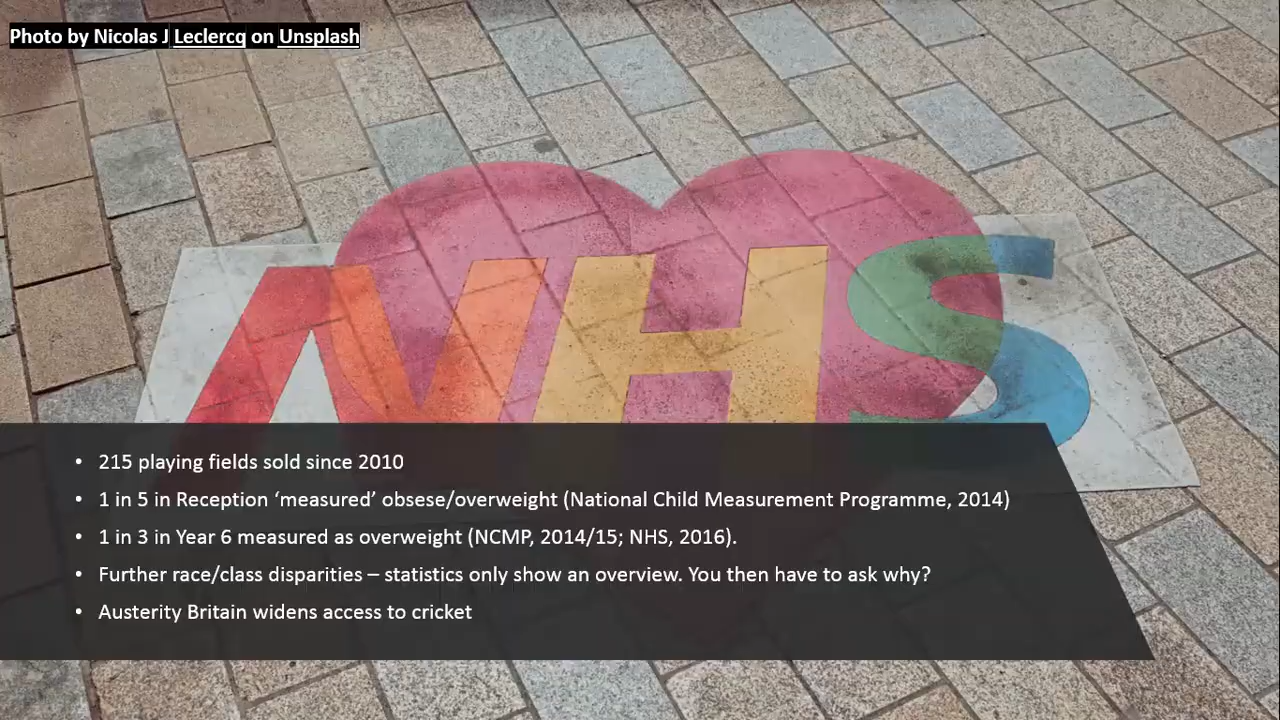 Photo by Nicolas J Leclercq on Unsplash
NHS
• 215 playing fields sold since 2010
• 1 in 5 in Reception ‘measured’ obsese/overweight (National Child Measurement Programme, 2014)
• 1 in 3 in Year 6 measured as overweight (NCMP, 2014/15; NHS, 2016).
• Further race/class disparities – statistics only show an overview. You then have to ask why?
• Austerity Britain widens access to cricket